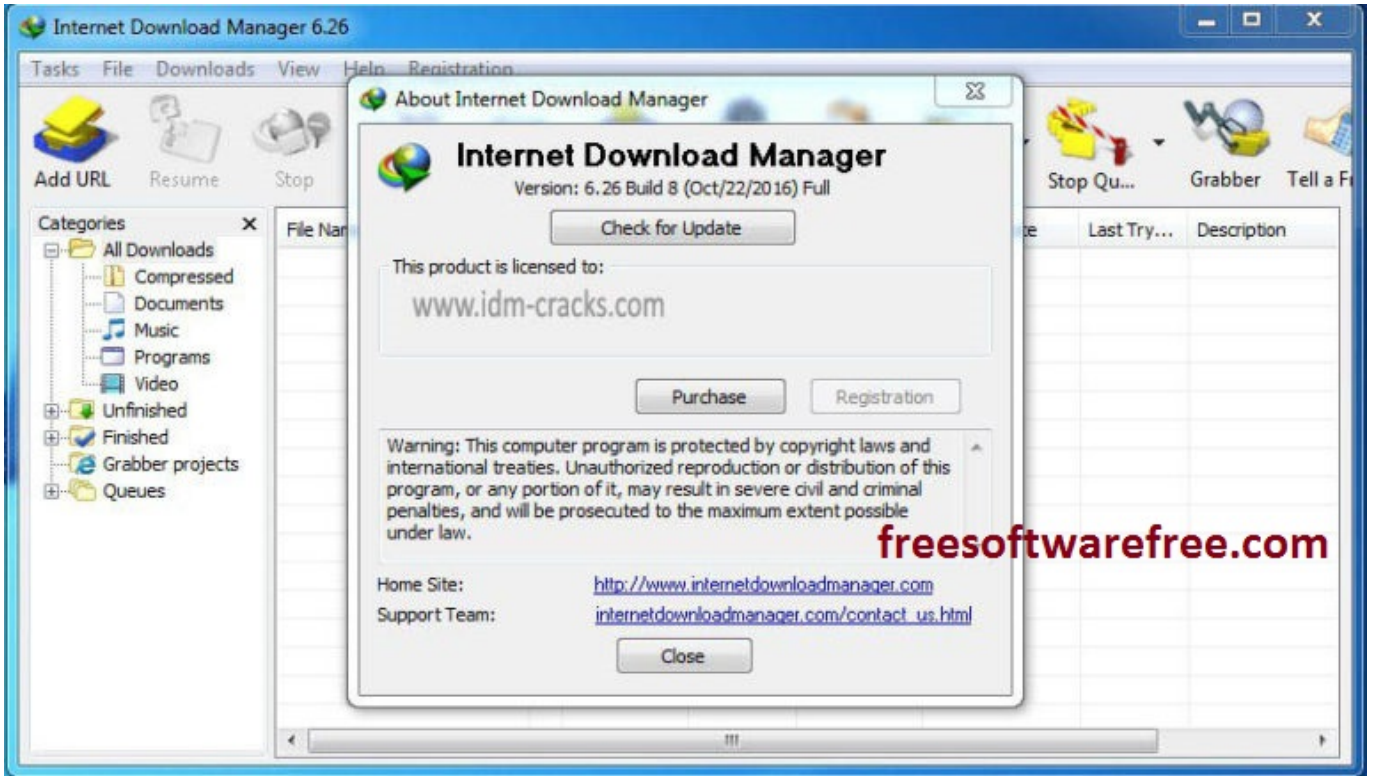 Internet Download Manager 6.26
Tasks File Downloads View Help Registration
About Internet Download Manager
Add URL Resume Stop Stop Qu... Grabber Tell a Fr
Internet Download Manager
Version: 6.26 Build 8 (Oct/22/2016) Full
Check for Update
Categories
File Nam Last Try... Description
All Downloads
Compressed
Documents
Music
Programs
Video
Unfinished
Finished
Grabber projects
Queues
This product is licensed to:
www.idm-cracks.com
Purchase Registration
Warning: This computer program is protected by copyright laws and
international treaties. Unauthorized reproduction or distribution of this
program, or any portion of it, may result in severe civil and criminal
penalties, and will be prosecuted to the maximum extent possible
under law.
freesoftwarefree.com
Home Site: http://www.internetdownloadmanager.com
Support Team: internetdownloadmanager.com/contact_us.html
Close